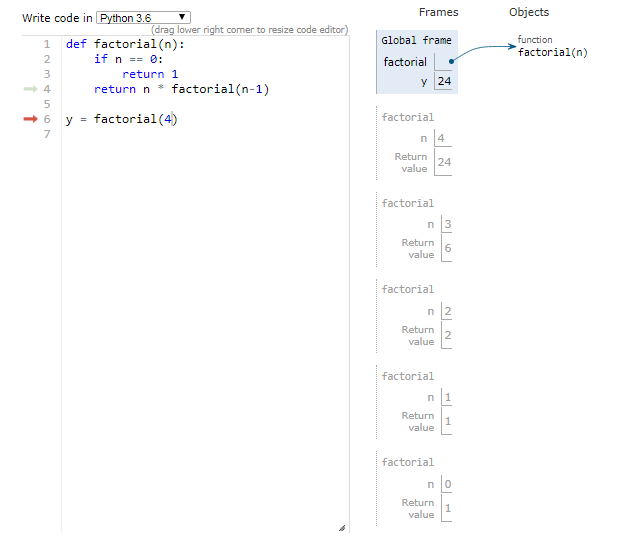 Write code in Python 3.6
(drag lower right corner to resize code editor)
1 def factorial(n):
2     if n == 0:
3         return 1
4     return n * factorial(n-1)
5
6 y = factorial(4)
7
Frames
Objects
Global frame
factorial
y 24
function
factorial(n)
factorial
n 4
Return
value 24
factorial
n 3
Return
value 6
factorial
n 2
Return
value 2
factorial
n 1
Return
value 1
factorial
n 0
Return
value 1